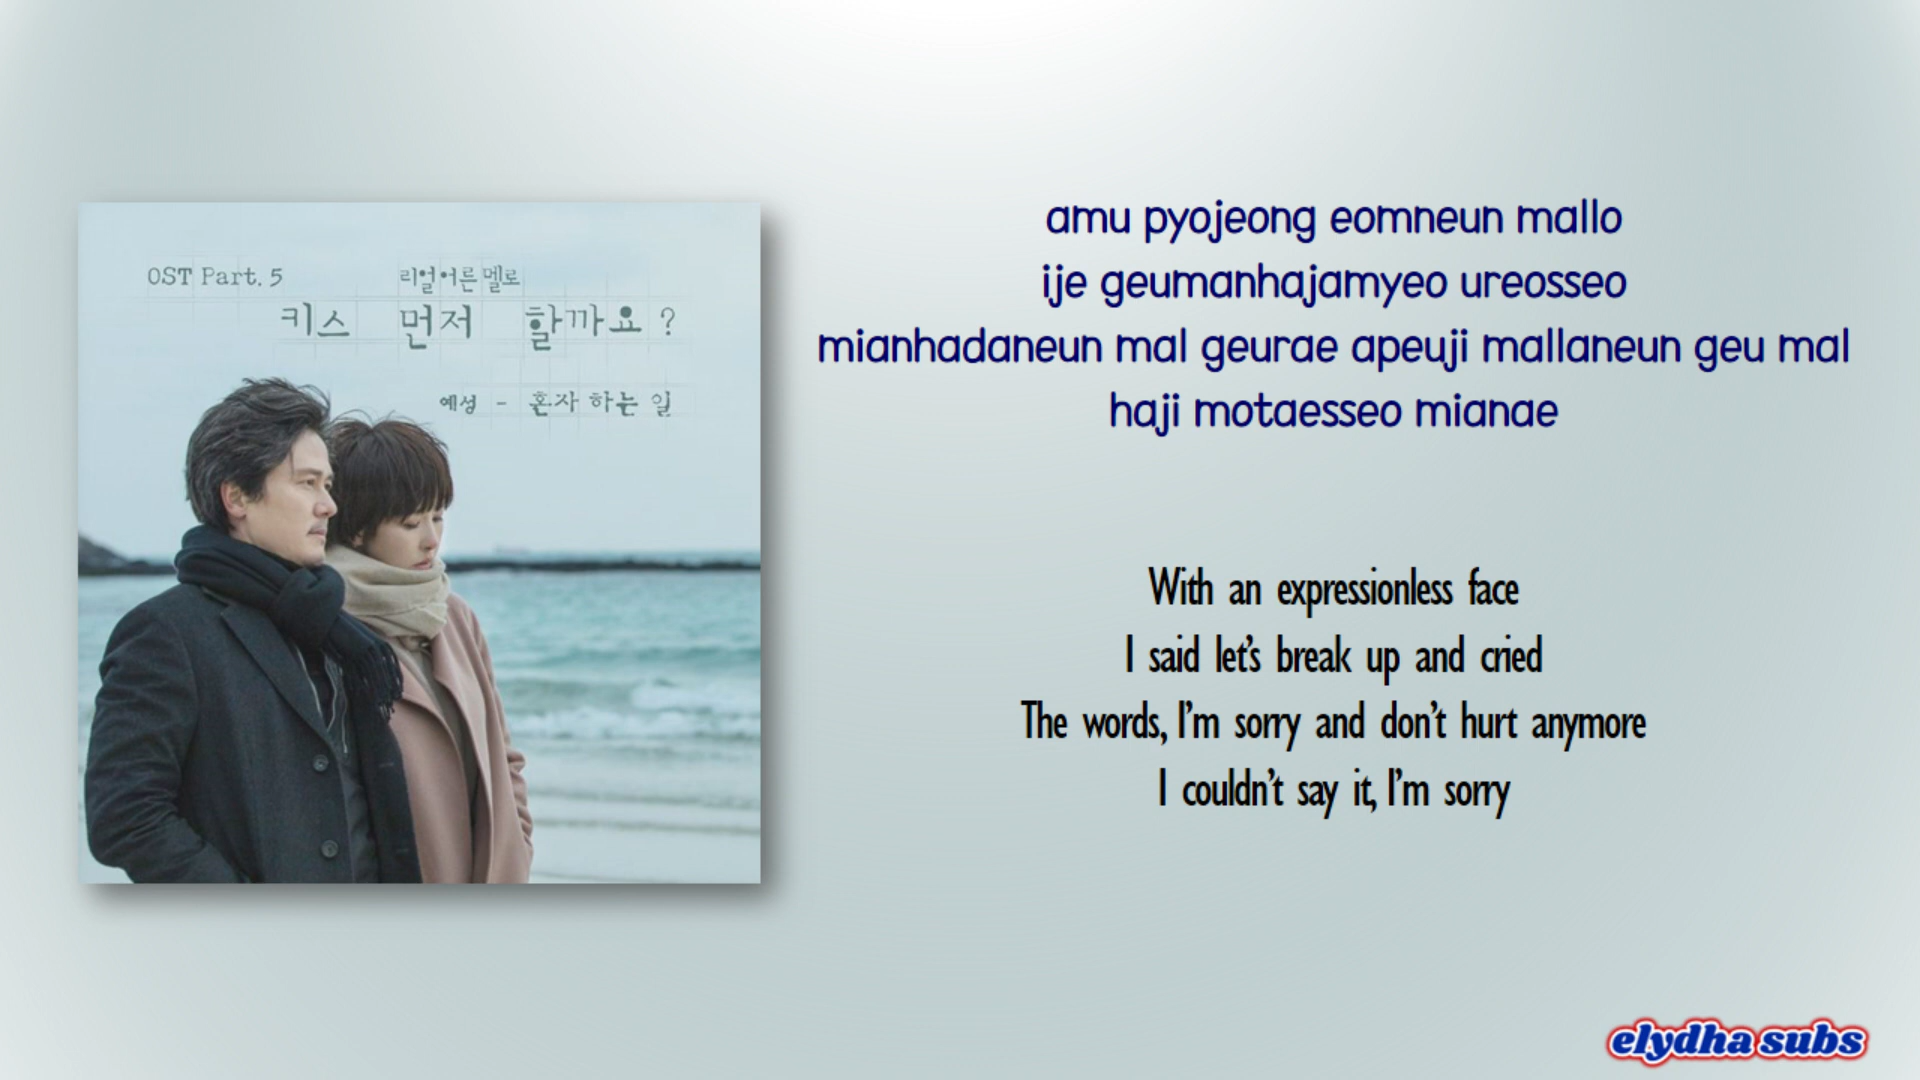 OST Part. 5
리얼어른멜로
키스 먼저 할까요?
예성 - 혼자 하는 일
amu pyojeong eomneun mallo
ije geumanhajamyeo ureosseo
mianhadaneun mal geurae apeuji mallaneun geu mal
haji motaesseo mianae
With an expressionless face
I said let's break up and cried
The words, I'm sorry and don't hurt anymore
I couldn't say it, I'm sorry
elydha subs